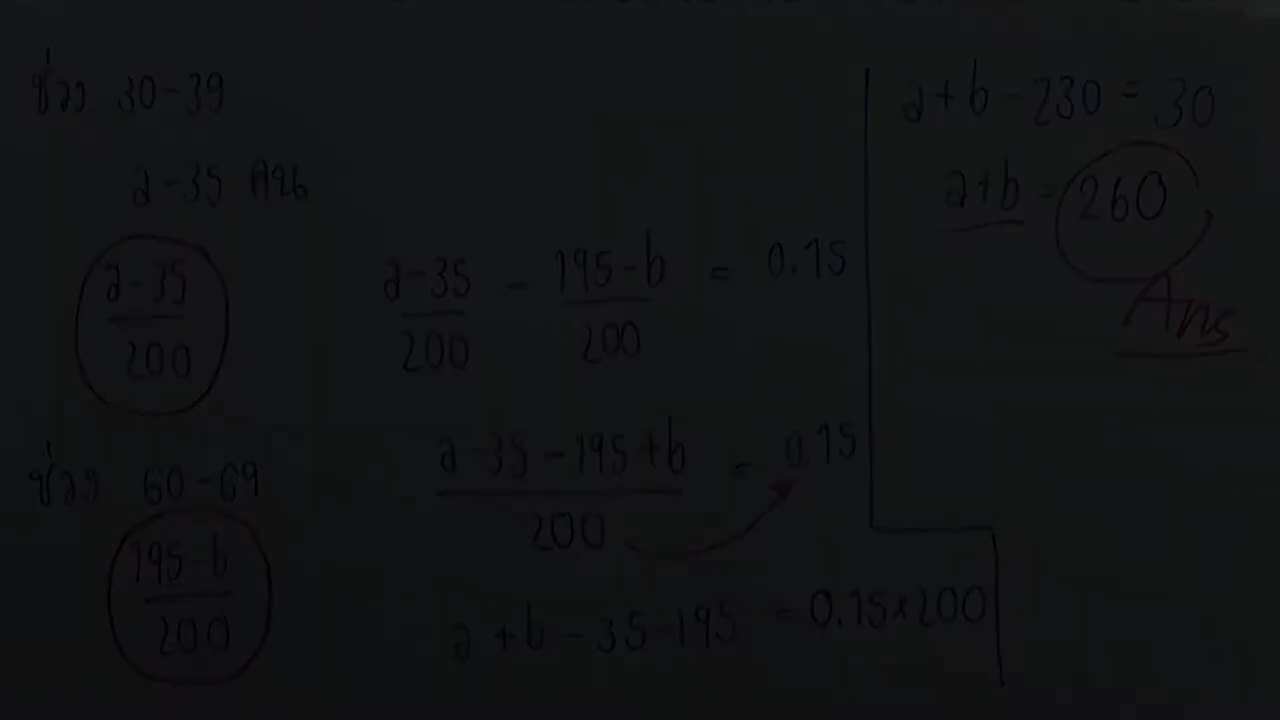 ช่วง 30-39
a-35 คน
a-35
200
ช่วง 60-69
195-b
200
a-35 - 195-b = 0.15
200 200
a-35-195+b = 0.15
200
a+b-35-195 = 0.15×200
a+b-230 = 30
a+b = 260
Ans